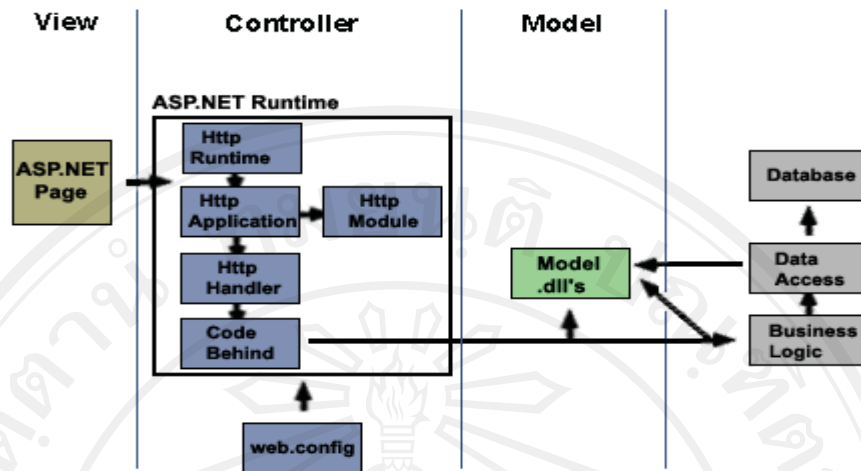 View
Controller
Model
ASP.NET Runtime
Http
Runtime
ASP.NET
Page
Http
Application
Http
Module
Http
Handler
Code
Behind
web.config
Model
.dll's
Database
Data
Access
Business
Logic